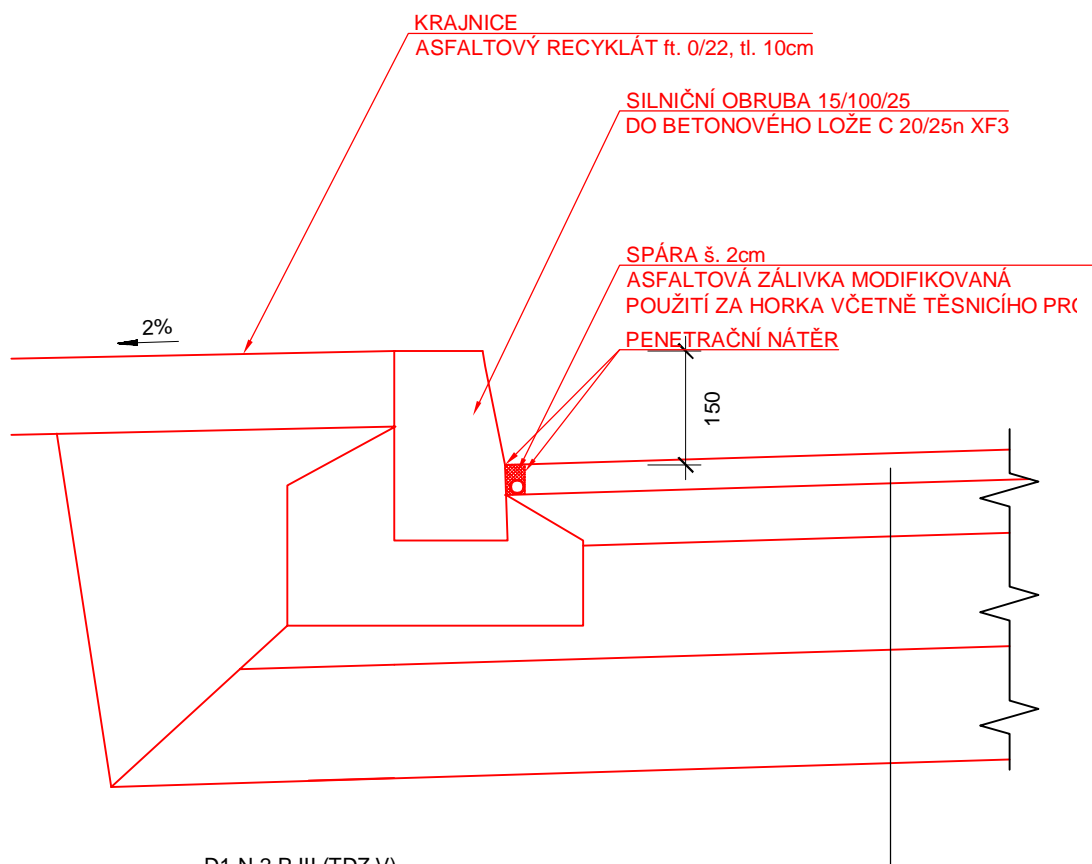 KRAJNICE
ASFALTOVÝ RECYKLÁT ft. 0/22, tl. 10cm
SILNIČNÍ OBRUBA 15/100/25
DO BETONOVÉHO LOŽE C 20/25n XF3
SPÁRA š. 2cm
ASFALTOVÁ ZÁLIVKA MODIFIKOVANÁ
POUŽITÍ ZA HORKA VČETNĚ TĚSNICÍHO
PENETRAČNÍ NÁTĚR
2%
150